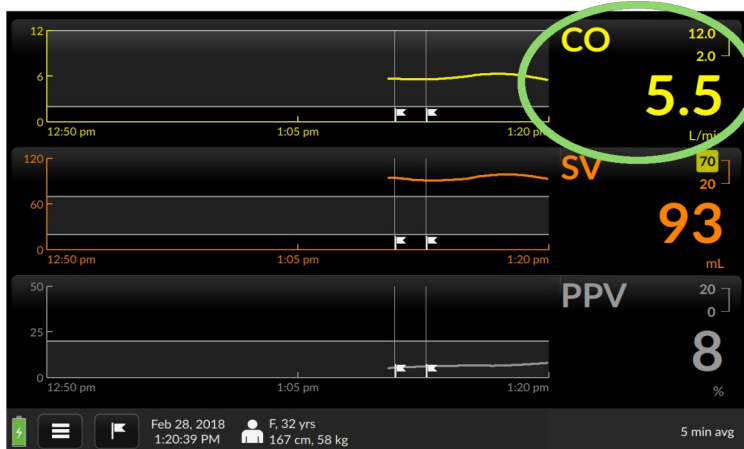 12
6
0
12:50 pm
1:05 pm
1:20 pm
CO
12.0
2.0
5.5
L/min
120
60
0
12:50 pm
1:05 pm
1:20 pm
SV
70
20
93
mL
50
25
0
12:50 pm
1:05 pm
1:20 pm
PPV
20
0
8
%
Feb 28, 2018
1:20:39 PM
F, 32 yrs
167 cm, 58 kg
5 min avg